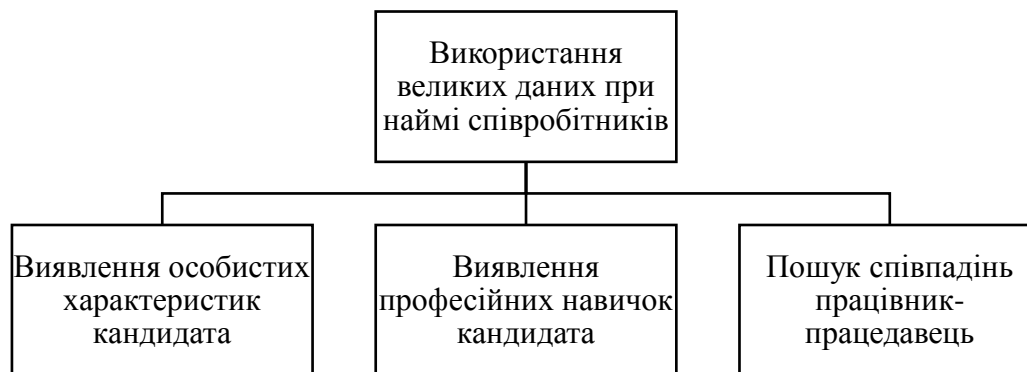 Використання
великих даних при
наймі співробітників
Виявлення особистих
характеристик
кандидата
Виявлення
професійних навичок
кандидата
Пошук співпадінь
працівник-
працедавець